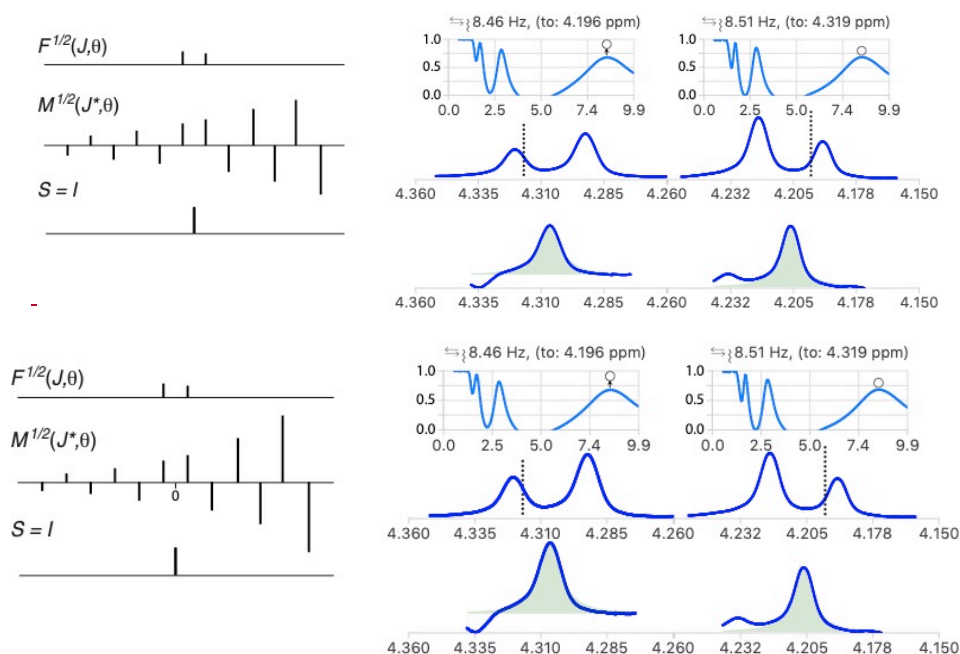 F^{1/2}(J,θ)
M^{1/2}(J*,θ)
S = I
8.46 Hz, (to: 4.196 ppm)
1.0
0.5
0.0
0.0 2.5 5.0 7.4 9.9
4.360 4.335 4.310 4.285 4.260
4.360 4.335 4.310 4.285 4.260
8.51 Hz, (to: 4.319 ppm)
1.0
0.5
0.0
0.0 2.5 5.0 7.4 9.9
4.232 4.205 4.178 4.150
4.232 4.205 4.178 4.150
F^{1/2}(J,θ)
M^{1/2}(J*,θ)
0
S = I
8.46 Hz, (to: 4.196 ppm)
1.0
0.5
0.0
0.0 2.5 5.0 7.4 9.9
4.360 4.335 4.310 4.285 4.260
4.360 4.335 4.310 4.285 4.260
8.51 Hz, (to: 4.319 ppm)
1.0
0.5
0.0
0.0 2.5 5.0 7.4 9.9
4.232 4.205 4.178 4.150
4.232 4.205 4.178 4.150